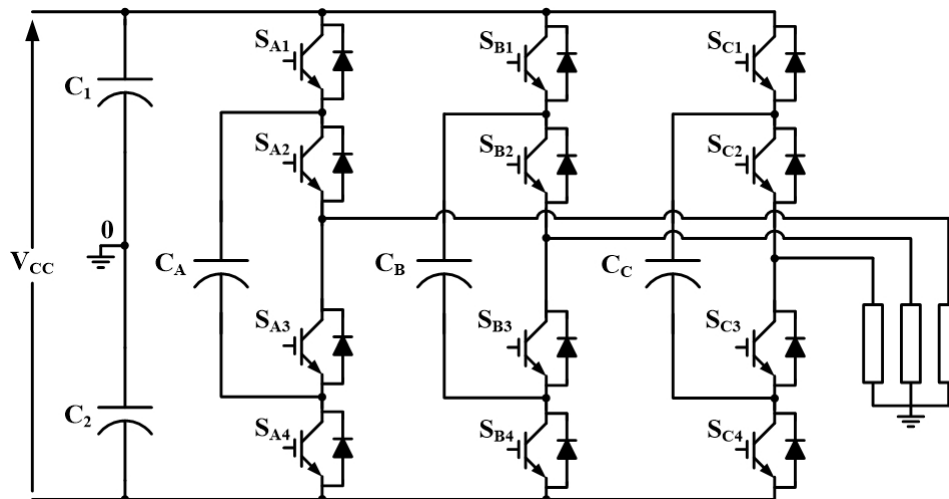 S_A1 S_B1 S_C1
C_1
S_A2 S_B2 S_C2
0
V_CC C_A C_B C_C
S_A3 S_B3 S_C3
C_2
S_A4 S_B4 S_C4